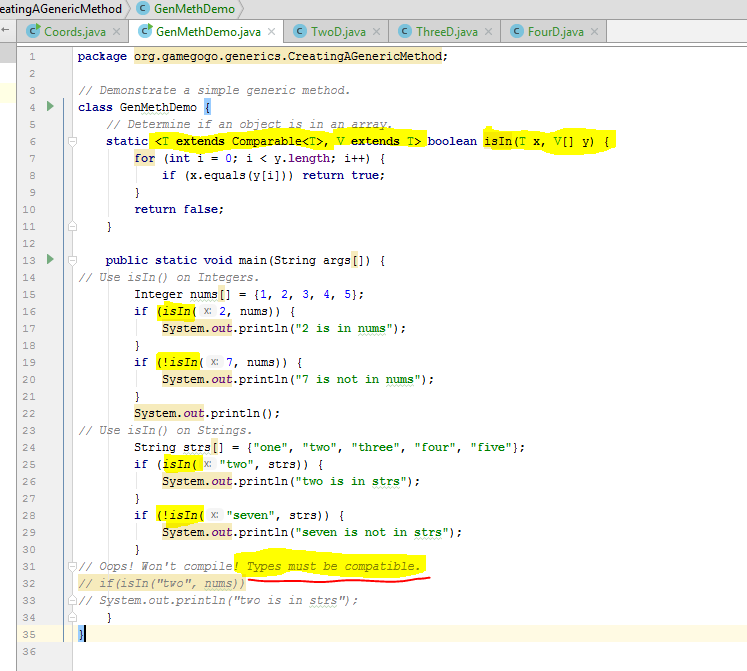 eatingAGenericMethod GenMethDemo
Coords.java GenMethDemo.java TwoD.java ThreeD.java FourD.java
1 package org.gamegogo.generics.CreatingAGenericMethod;
2
3 // Demonstrate a simple generic method.
4 class GenMethDemo {
5 // Determine if an object is in an array.
6 static <T extends Comparable<T>, V extends T> boolean isIn(T x, V[] y) {
7 for (int i = 0; i < y.length; i++) {
8 if (x.equals(y[i])) return true;
9 }
10 return false;
11 }
12
13 public static void main(String args[]) {
14 // Use isIn() on Integers.
15 Integer nums[] = {1, 2, 3, 4, 5};
16 if (isIn( x: 2, nums)) {
17 System.out.println("2 is in nums");
18 }
19 if (!isIn( x: 7, nums)) {
20 System.out.println("7 is not in nums");
21 }
22 System.out.println();
23 // Use isIn() on Strings.
24 String strs[] = {"one", "two", "three", "four", "five"};
25 if (isIn( x: "two", strs)) {
26 System.out.println("two is in strs");
27 }
28 if (!isIn( x: "seven", strs)) {
29 System.out.println("seven is not in strs");
30 }
31 // Oops! Won't compile! Types must be compatible.
32 // if(isIn("two", nums))
33 // System.out.println("two is in strs");
34 }
35 }
36